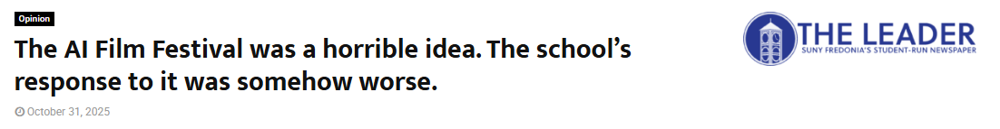 Opinion
The AI Film Festival was a horrible idea. The school’s
response to it was somehow worse.
October 31, 2025
THE LEADER
SUNY FREDONIA'S STUDENT-RUN NEWSPAPER